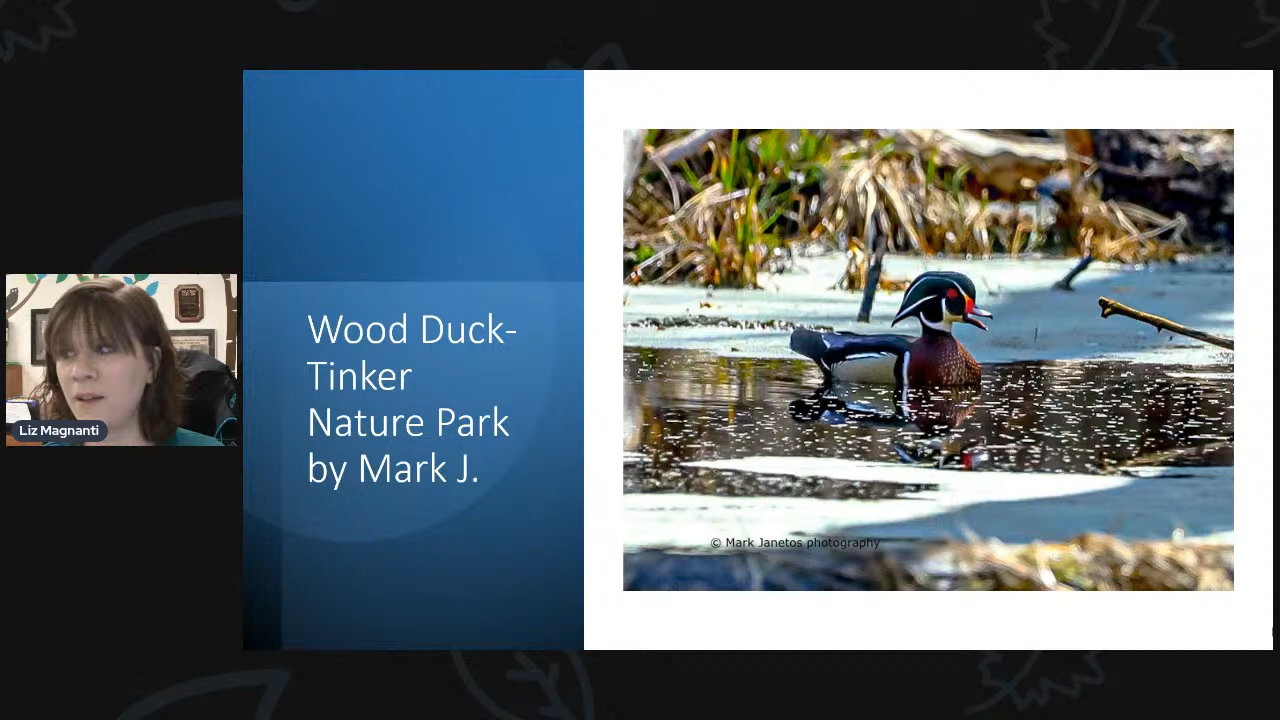 Wood Duck-
Tinker
Nature Park
by Mark J.
© Mark Janetos photography
Liz Magnanti